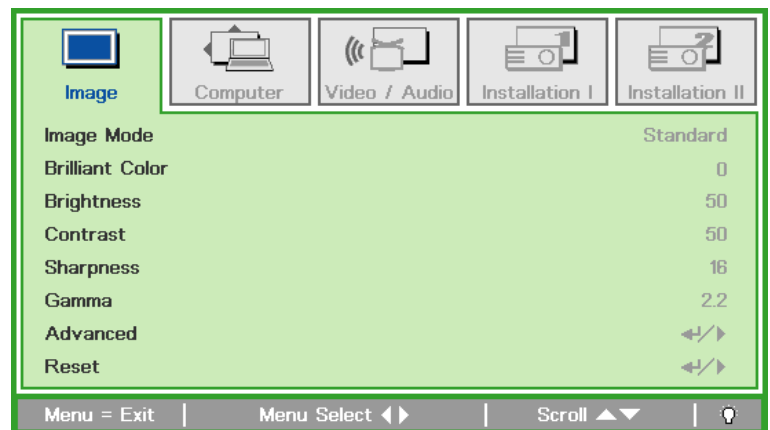 Image Computer Video / Audio Installation I Installation II
Image Mode Standard
Brilliant Color 0
Brightness 50
Contrast 50
Sharpness 16
Gamma 2.2
Advanced
Reset
Menu = Exit | Menu Select | Scroll |